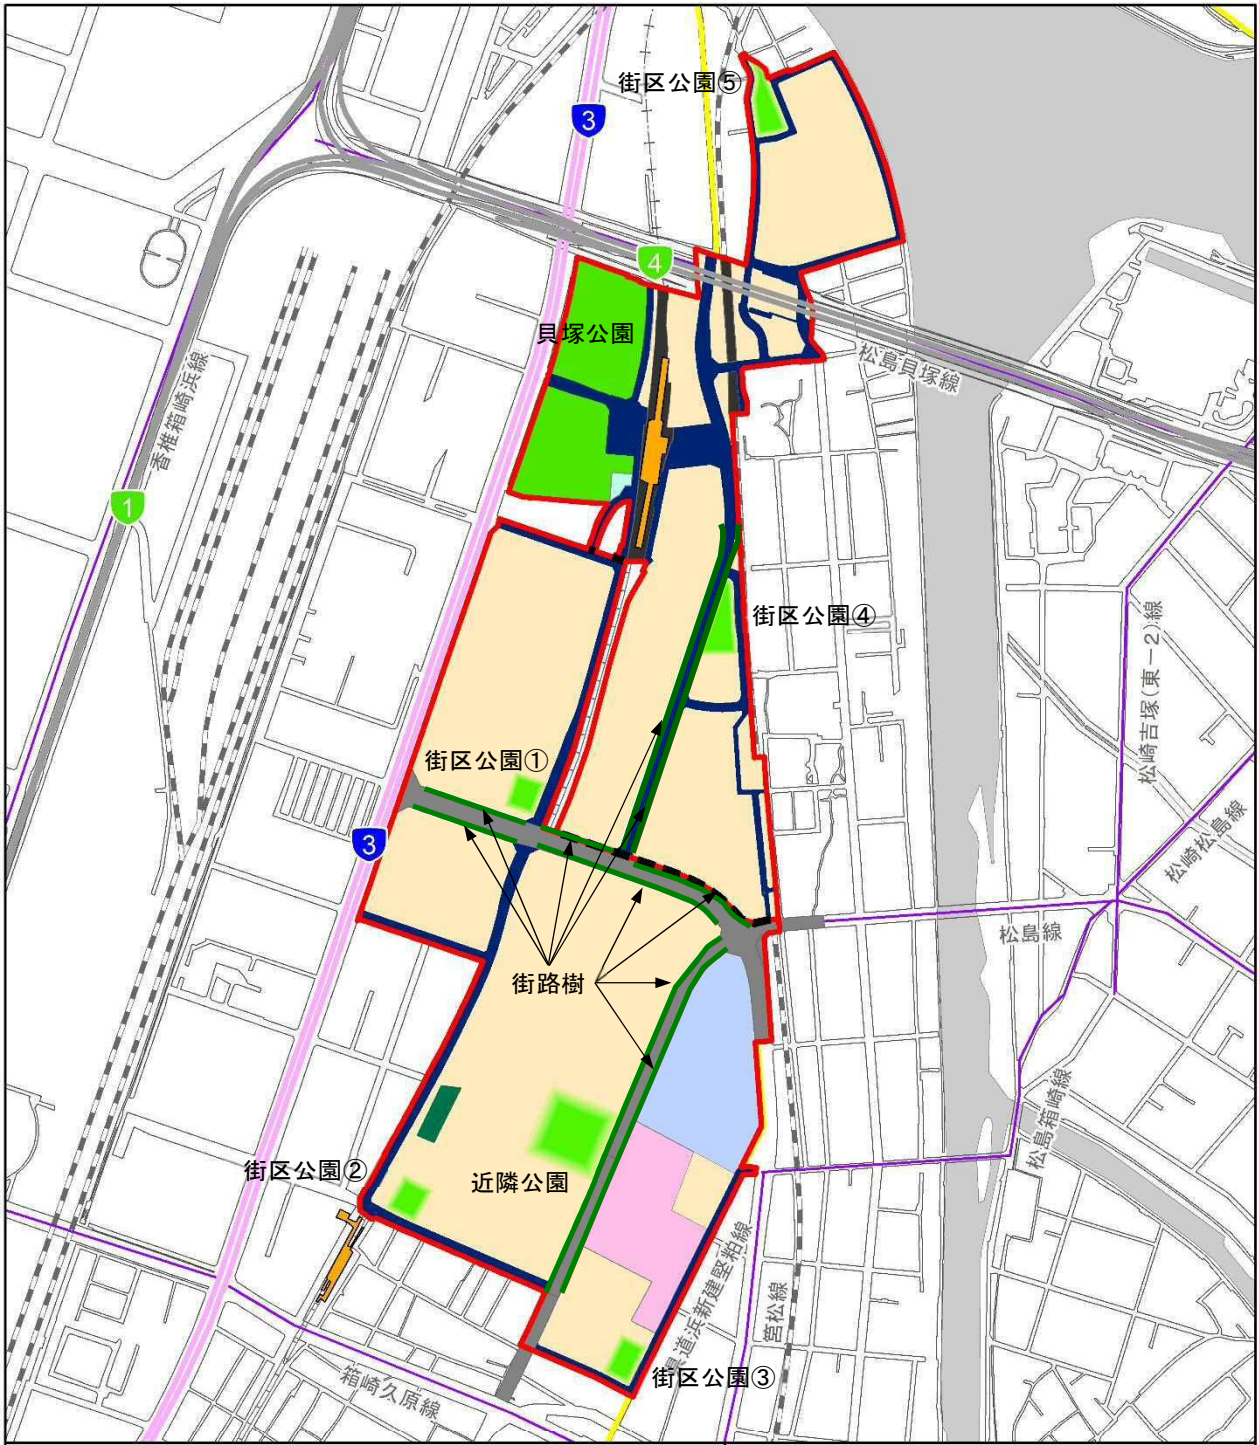 街区公園⑤
3
4
貝塚公園
松島貝塚線
香椎箱崎浜線
1
街区公園④
松崎吉塚(東－2)線
街区公園①
3
松崎松島線
松島線
街路樹
松島箱崎線
街区公園②
近隣公園
県道浜新建堅粕線
筥松線
街区公園③
箱崎久原線